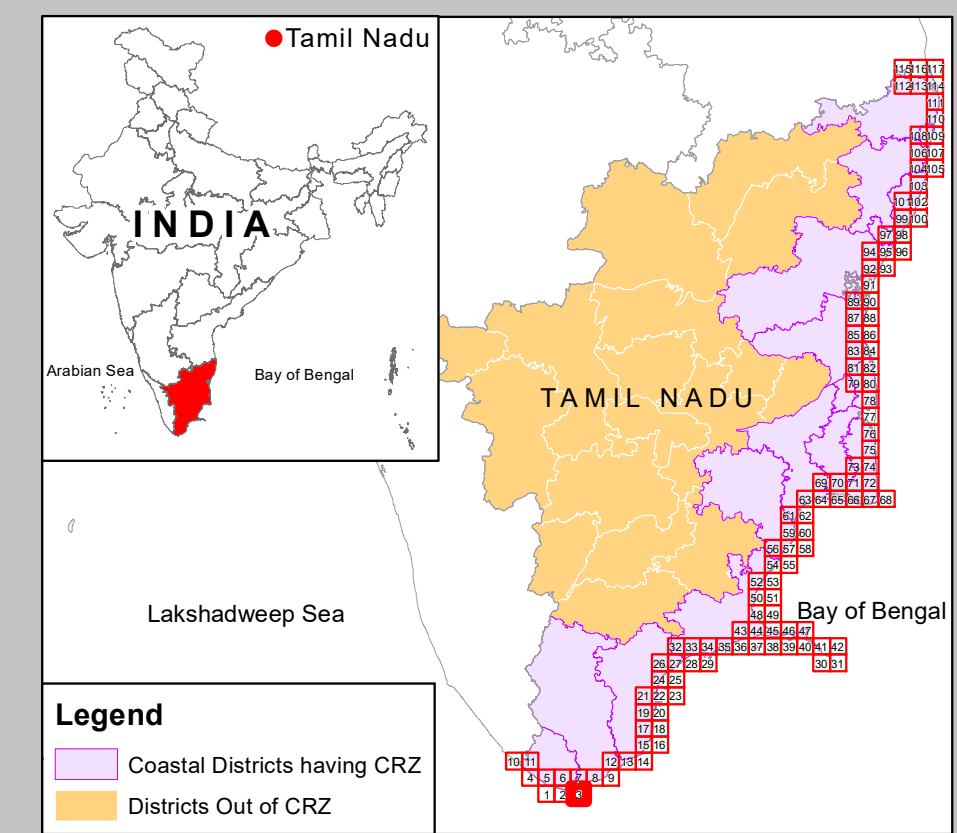 Tamil Nadu
INDIA
Arabian Sea
Bay of Bengal
TAMIL NADU
Lakshadweep Sea
Bay of Bengal
Legend
Coastal Districts having CRZ
Districts Out of CRZ
115 116 117
112 113 114
111
110
108 109
106 107
104 105
103
101 102
99 100
97 98
94 95 96
92 93
91
89 90
87 88
85 86
83 84
81 82
79 80
78
77
76
75
73 74
69 70 71 72
63 64 65 66 67 68
61 62
59 60
56 57 58
54 55
52 53
50 51
48 49
43 44 45 46 47
32 33 34 35 36 37 38 39 40 41 42
26 27 28 29 30 31
24 25
21 22 23
19 20
17 18
15 16
10 11 12 13 14
4 5 6 7 8 9
1 2 3